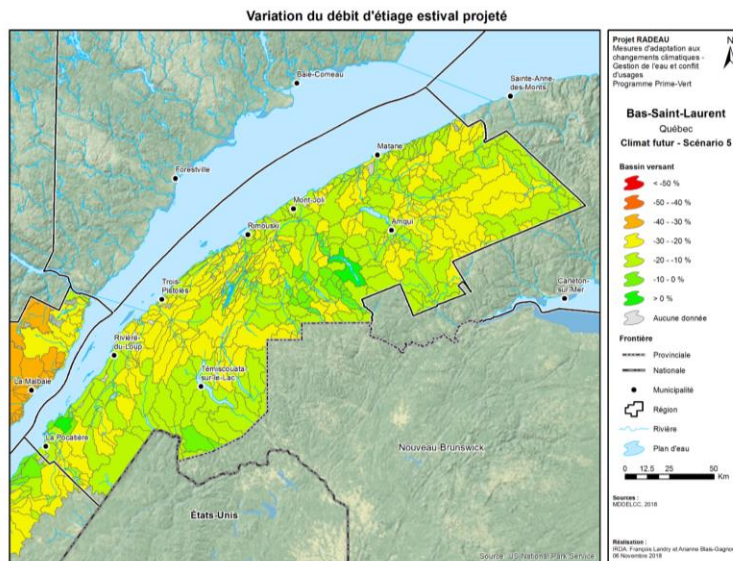 Variation du débit d'étiage estival projeté
Baie-Comeau
Sainte-Anne-
des-Monts
Forestville
Matane
Mont-Joli
Amqui
Rimouski
Trois-
Pistoles
Carleton-
sur-Mer
Rivière-
du-Loup
La Malbaie
Témiscouata-
sur-le-Lac
La Pocatière
Nouveau-Brunswick
États-Unis
Source : US National Park Service
Projet RADEAU
Mesures d'adaptation aux
changements climatiques -
Gestion de l'eau et conflit
d'usages
Programme Prime-Vert
N
Bas-Saint-Laurent
Québec
Climat futur - Scénario 5
Bassin versant
< -50 %
-50 - -40 %
-40 - -30 %
-30 - -20 %
-20 - -10 %
-10 - 0 %
> 0 %
Aucune donnée
Frontière
Provinciale
Nationale
Municipalité
Région
Rivière
Plan d'eau
0 12.5 25 50
Km
Sources :
MDDELCC, 2018
Réalisation :
IRDA: François Landry et Arianne Blais-Gagnon
06 Novembre 2018